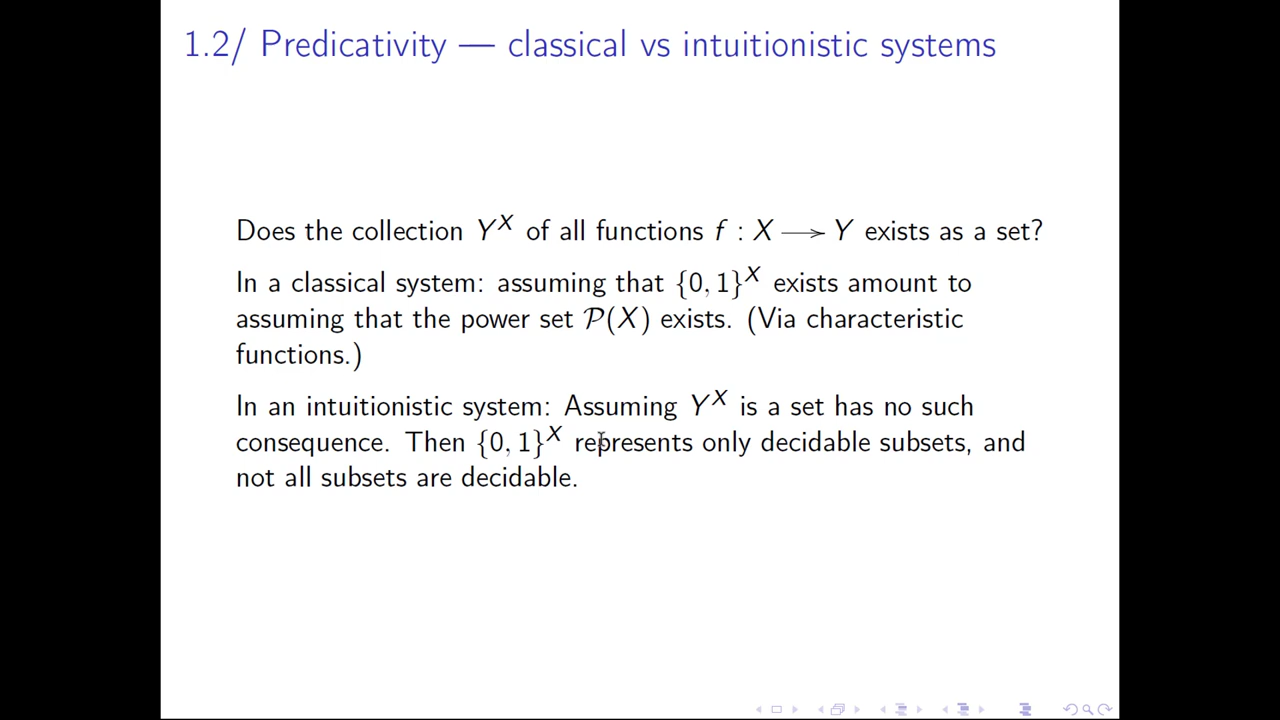 1.2/ Predicativity — classical vs intuitionistic systems
Does the collection Y^X of all functions f : X ⟶ Y exists as a set?
In a classical system: assuming that {0, 1}^X exists amount to
assuming that the power set 𝒫(X) exists. (Via characteristic
functions.)
In an intuitionistic system: Assuming Y^X is a set has no such
consequence. Then {0, 1}^X represents only decidable subsets, and
not all subsets are decidable.